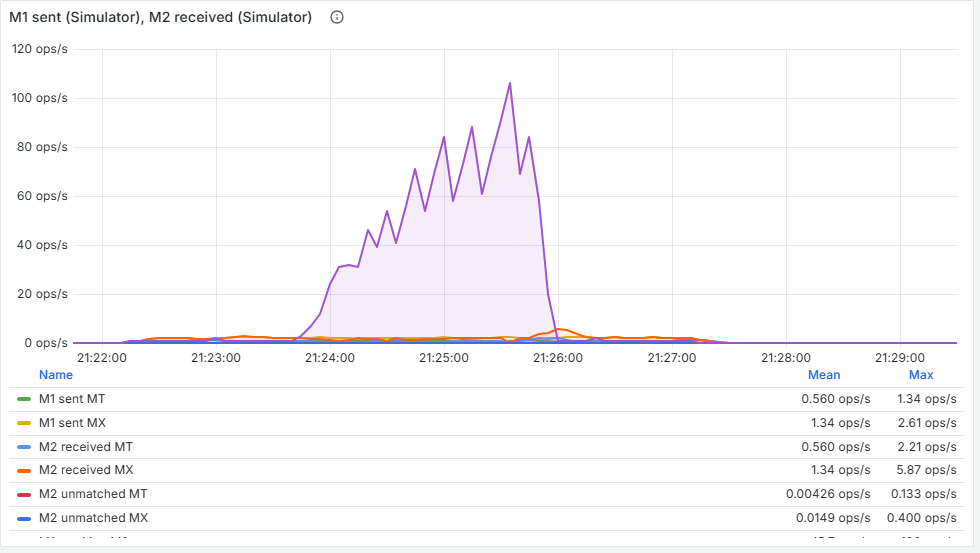 M1 sent (Simulator), M2 received (Simulator)
120 ops/s
100 ops/s
80 ops/s
60 ops/s
40 ops/s
20 ops/s
0 ops/s
21:22:00 21:23:00 21:24:00 21:25:00 21:26:00 21:27:00 21:28:00 21:29:00
Name Mean Max
M1 sent MT 0.560 ops/s 1.34 ops/s
M1 sent MX 1.34 ops/s 2.61 ops/s
M2 received MT 0.560 ops/s 2.21 ops/s
M2 received MX 1.34 ops/s 5.87 ops/s
M2 unmatched MT 0.00426 ops/s 0.133 ops/s
M2 unmatched MX 0.0149 ops/s 0.400 ops/s